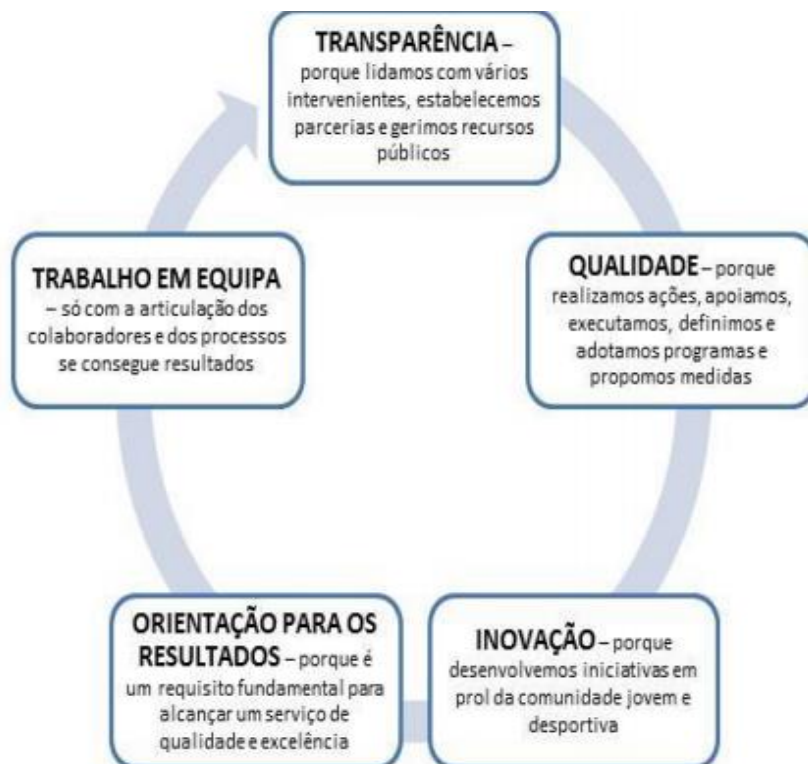 TRANSPARÊNCIA –
porque lidamos com vários
intervenientes, estabelecemos
parcerias e gerimos recursos
públicos
QUALIDADE – porque
realizamos ações, apoiamos,
executamos, definimos e
adotamos programas e
propomos medidas
INOVAÇÃO – porque
desenvolvemos iniciativas em
prol da comunidade jovem e
desportiva
ORIENTAÇÃO PARA OS
RESULTADOS – porque é
um requisito fundamental para
alcançar um serviço de
qualidade e excelência
TRABALHO EM EQUIPA
– só com a articulação dos
colaboradores e dos processos
se consegue resultados